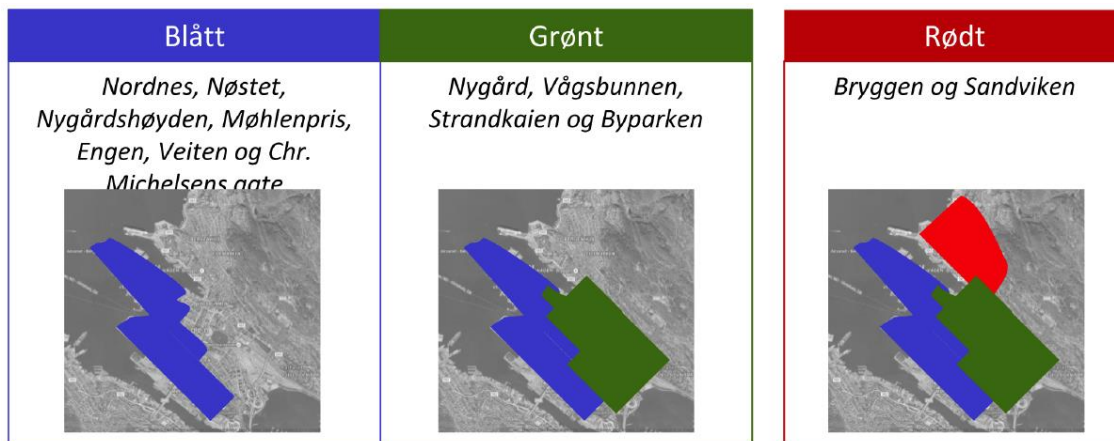 Blått
Nordnes, Nøstet,
Nygårdshøyden, Møhlenpris,
Engen, Veiten og Chr.
Michelsens gate
Grønt
Nygård, Vågsbunnen,
Strandkaien og Byparken
Rødt
Bryggen og Sandviken